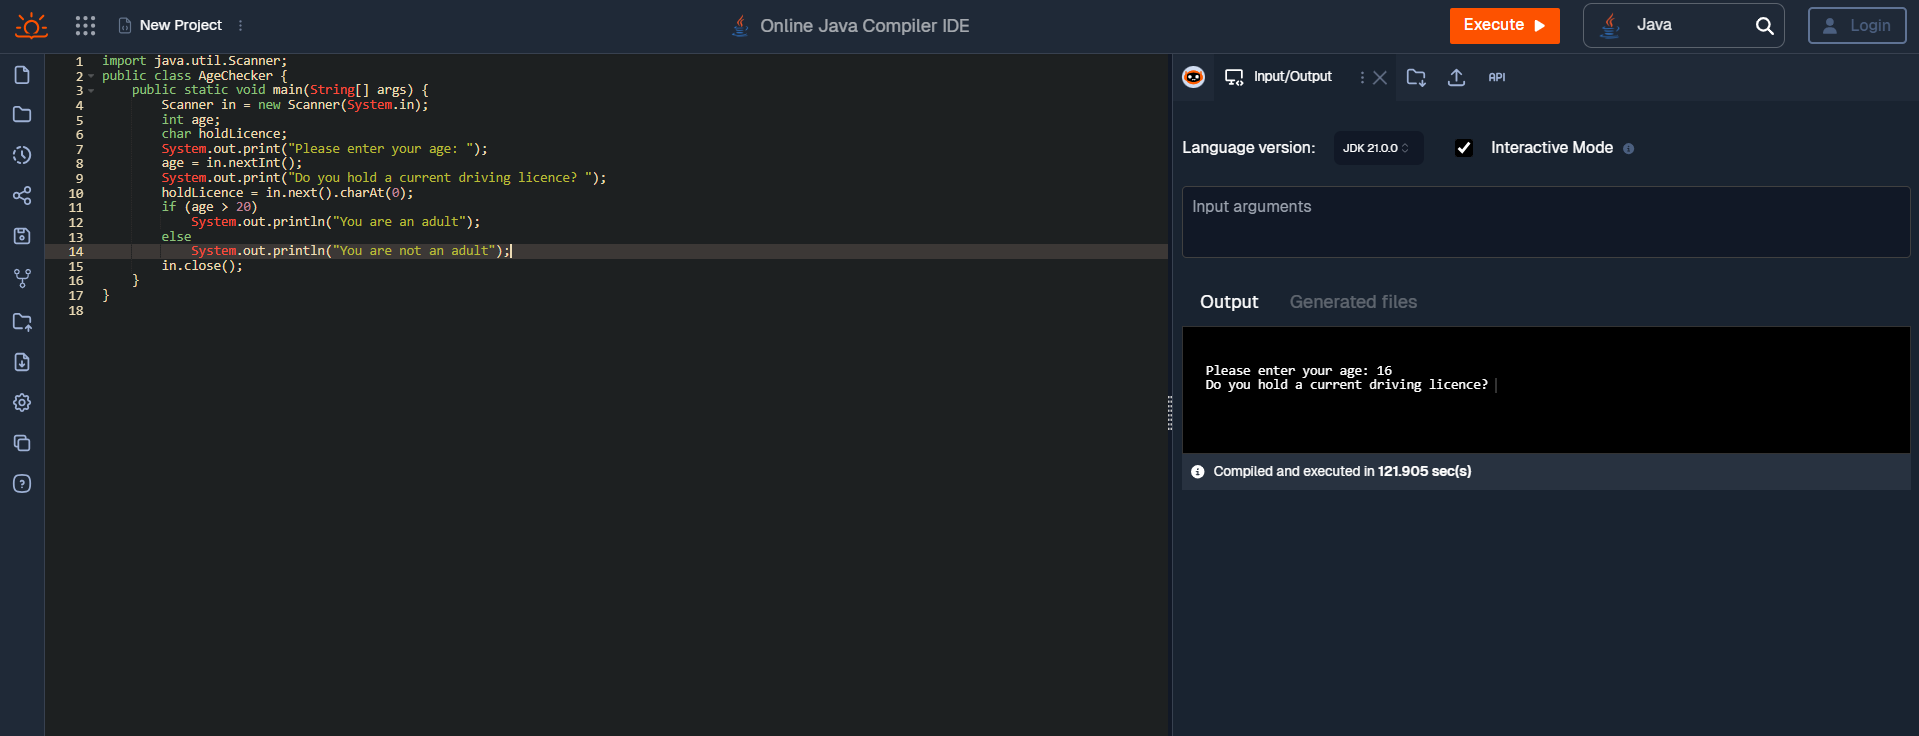 New Project
Online Java Compiler IDE
Execute
Java
Login
1 import java.util.Scanner;
2 public class AgeChecker {
3 public static void main(String[] args) {
4 Scanner in = new Scanner(System.in);
5 int age;
6 char holdLicence;
7 System.out.print("Please enter your age: ");
8 age = in.nextInt();
9 System.out.print("Do you hold a current driving licence? ");
10 holdLicence = in.next().charAt(0);
11 if (age > 20)
12 System.out.println("You are an adult");
13 else
14 System.out.println("You are not an adult");
15 in.close();
16 }
17 }
18
Input/Output
API
Language version:
JDK 21.0.0
Interactive Mode
Input arguments
Output
Generated files
Please enter your age: 16
Do you hold a current driving licence?
Compiled and executed in 121.905 sec(s)